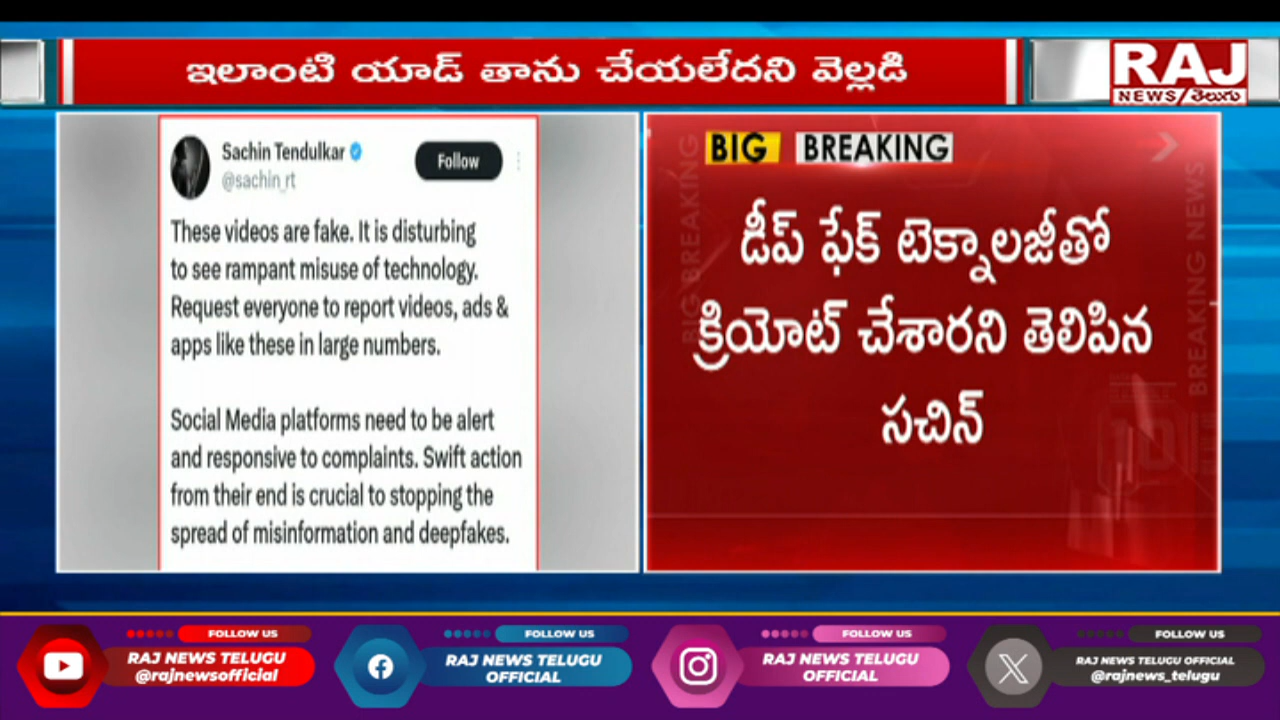 ఇలాంటి యాడ్ తాను చేయలేదని వెల్లడి
RAJ
NEWS తెలుగు
Sachin Tendulkar
@sachin_rt
Follow
These videos are fake. It is disturbing
to see rampant misuse of technology.
Request everyone to report videos, ads &
apps like these in large numbers.
Social Media platforms need to be alert
and responsive to complaints. Swift action
from their end is crucial to stopping the
spread of misinformation and deepfakes.
BIG BREAKING
డీప్ ఫేక్ టెక్నాలజీతో
క్రియోట్ చేశారని తెలిపిన
సచిన్
BIG BREAKING
BREAKING NEWS
FOLLOW US
RAJ NEWS TELUGU
@rajnewsofficial
FOLLOW US
RAJ NEWS TELUGU
OFFICIAL
FOLLOW US
RAJ NEWS TELUGU
OFFICIAL
FOLLOW US
RAJ NEWS TELUGU OFFICIAL
@rajnews_telugu